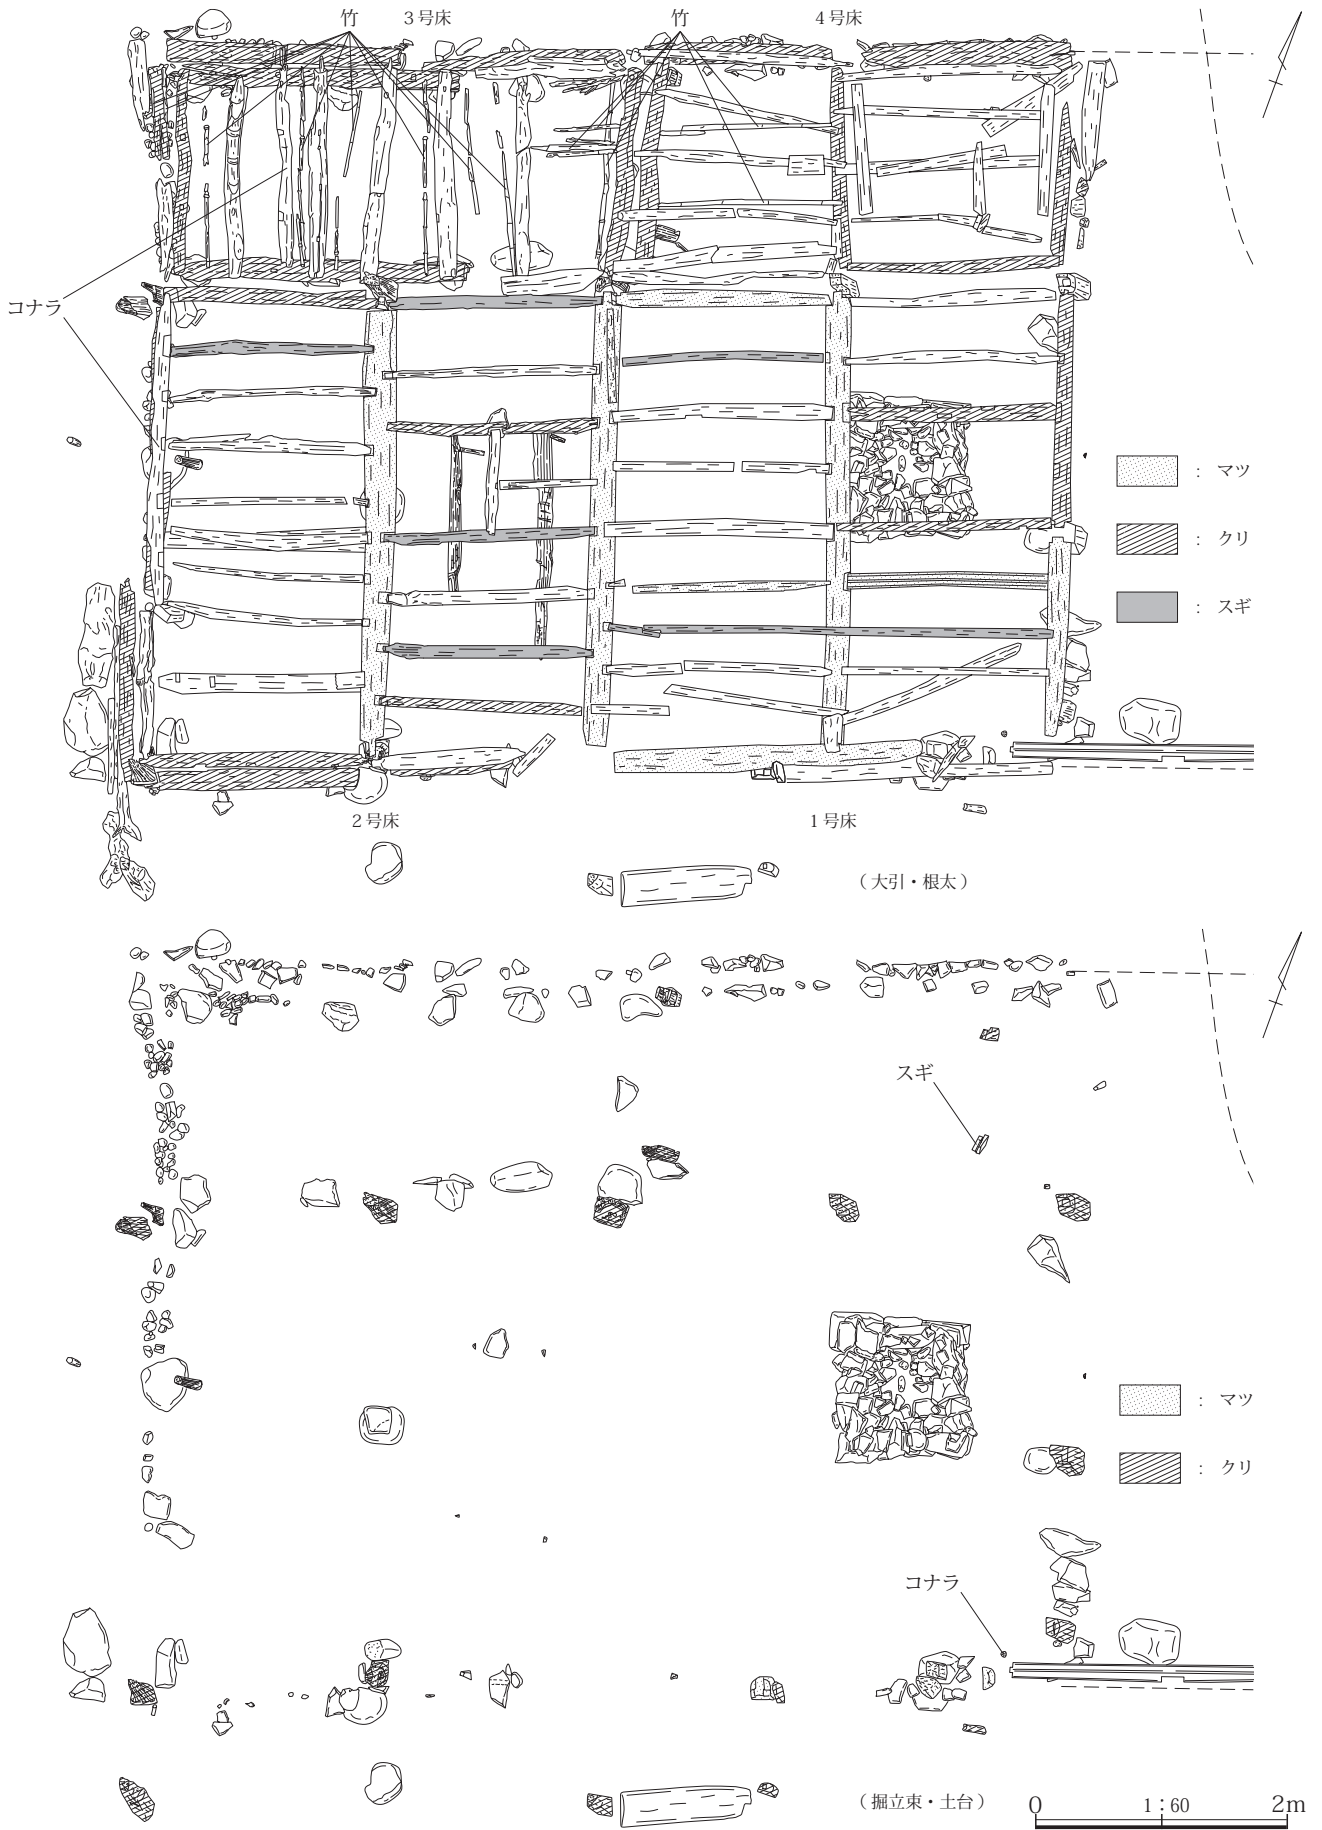 竹
3号床
竹
4号床
コナラ
： マツ
： クリ
： スギ
2号床
1号床
（大引・根太）
スギ
： マツ
： クリ
コナラ
（掘立束・土台）
0
1：60
2m